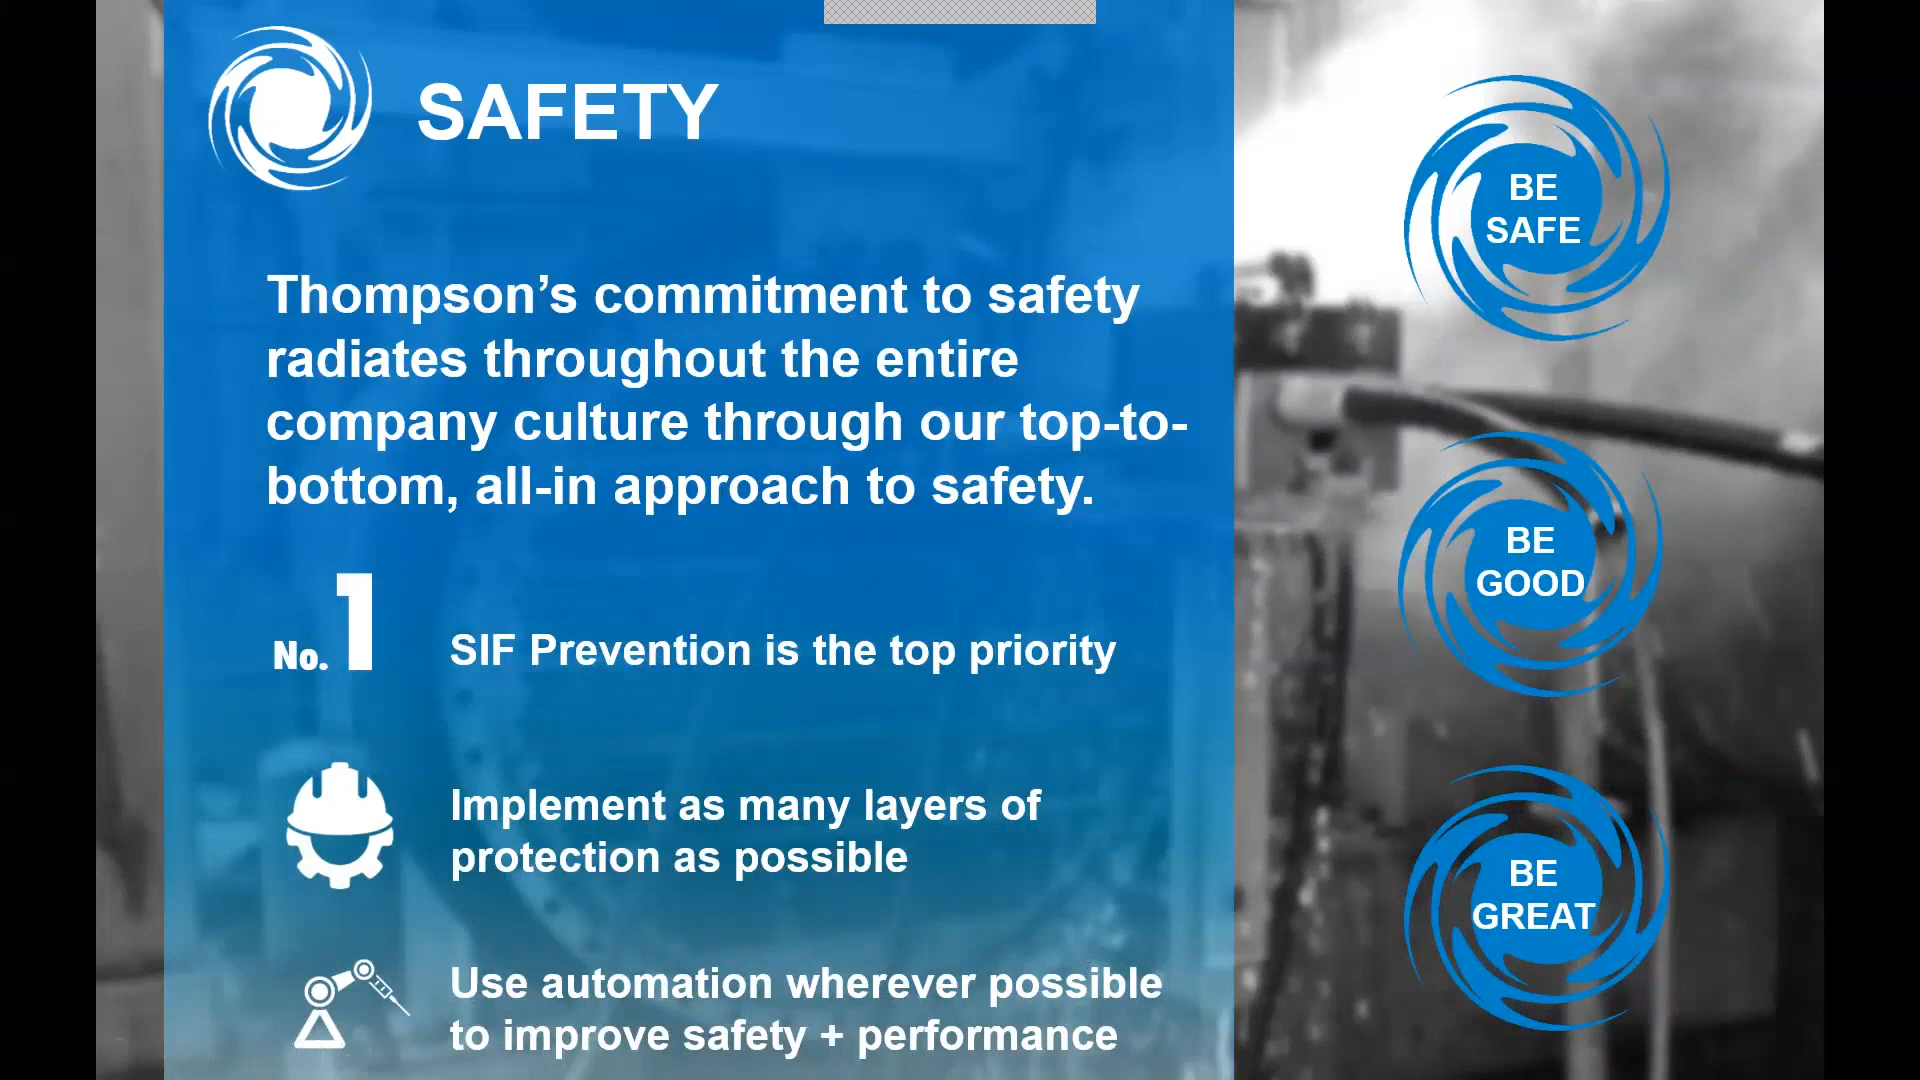 SAFETY
Thompson’s commitment to safety
radiates throughout the entire
company culture through our top-to-
bottom, all-in approach to safety.
No. 1
SIF Prevention is the top priority
Implement as many layers of
protection as possible
Use automation wherever possible
to improve safety + performance
BE
SAFE
BE
GOOD
BE
GREAT